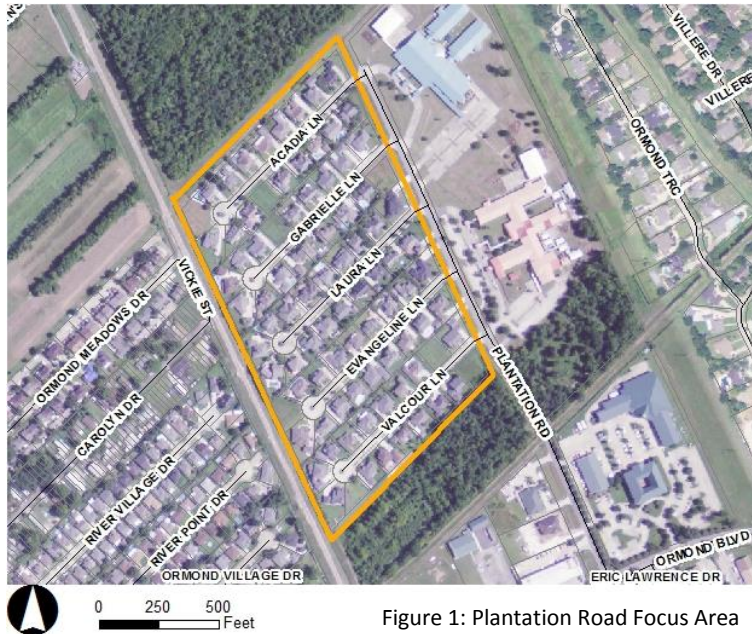 VILLERE DR
VILLERE
ORMOND TRC
ACADIA LN
GABRIELLE LN
LAURA LN
EVANGELINE LN
VALCOUR LN
VICKIE ST
PLANTATION RD
ORMOND MEADOWS DR
CAROLYN DR
RIVER VILLAGE DR
RIVER POINT DR
ORMOND VILLAGE DR
ORMOND BLVD
ERIC LAWRENCE DR
0 250 500
Feet
Figure 1: Plantation Road Focus Area